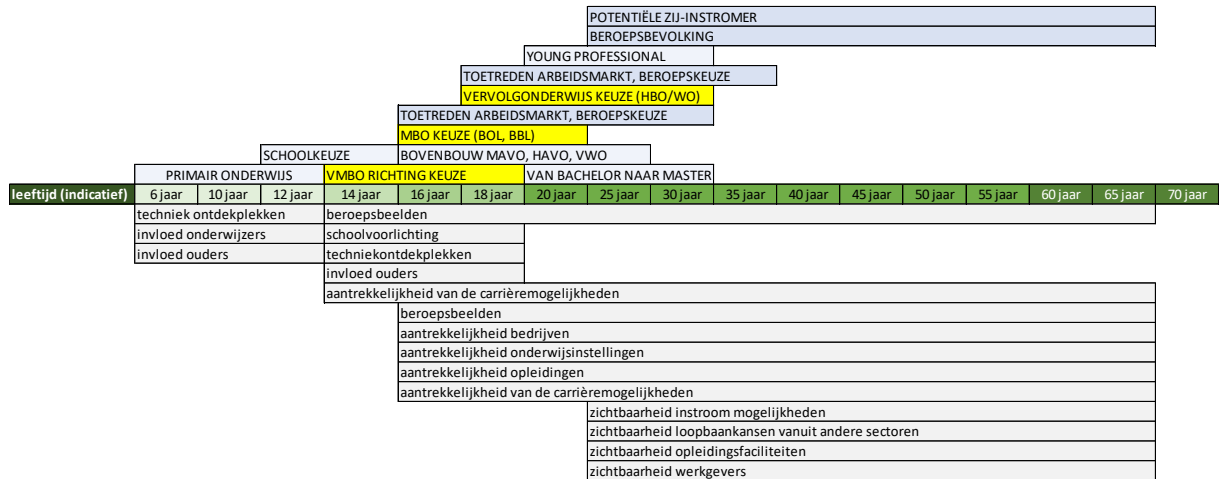 POTENTIËLE ZIJ-INSTROMER
BEROEPSBEVOLKING
YOUNG PROFESSIONAL
TOETREDEN ARBEIDSMARKT, BEROEPSKEUZE
VERVOLGONDERWIJS KEUZE (HBO/WO)
TOETREDEN ARBEIDSMARKT, BEROEPSKEUZE
MBO KEUZE (BOL, BBL)
SCHOOLKEUZE BOVENBOUW MAVO, HAVO, VWO
PRIMAIR ONDERWIJS VMBO RICHTING KEUZE VAN BACHELOR NAAR MASTER
leeftijd (indicatief) 6 jaar 10 jaar 12 jaar 14 jaar 16 jaar 18 jaar 20 jaar 25 jaar 30 jaar 35 jaar 40 jaar 45 jaar 50 jaar 55 jaar 60 jaar 65 jaar 70 jaar
techniek ontdekplekken beroepsbeelden
invloed onderwijzers schoolvoorlichting
invloed ouders techniekontdekplekken
invloed ouders
aantrekkelijkheid van de carrièremogelijkheden
beroepsbeelden
aantrekkelijkheid bedrijven
aantrekkelijkheid onderwijsinstellingen
aantrekkelijkheid opleidingen
aantrekkelijkheid van de carrièremogelijkheden
zichtbaarheid instroom mogelijkheden
zichtbaarheid loopbaankansen vanuit andere sectoren
zichtbaarheid opleidingsfaciliteiten
zichtbaarheid werkgevers